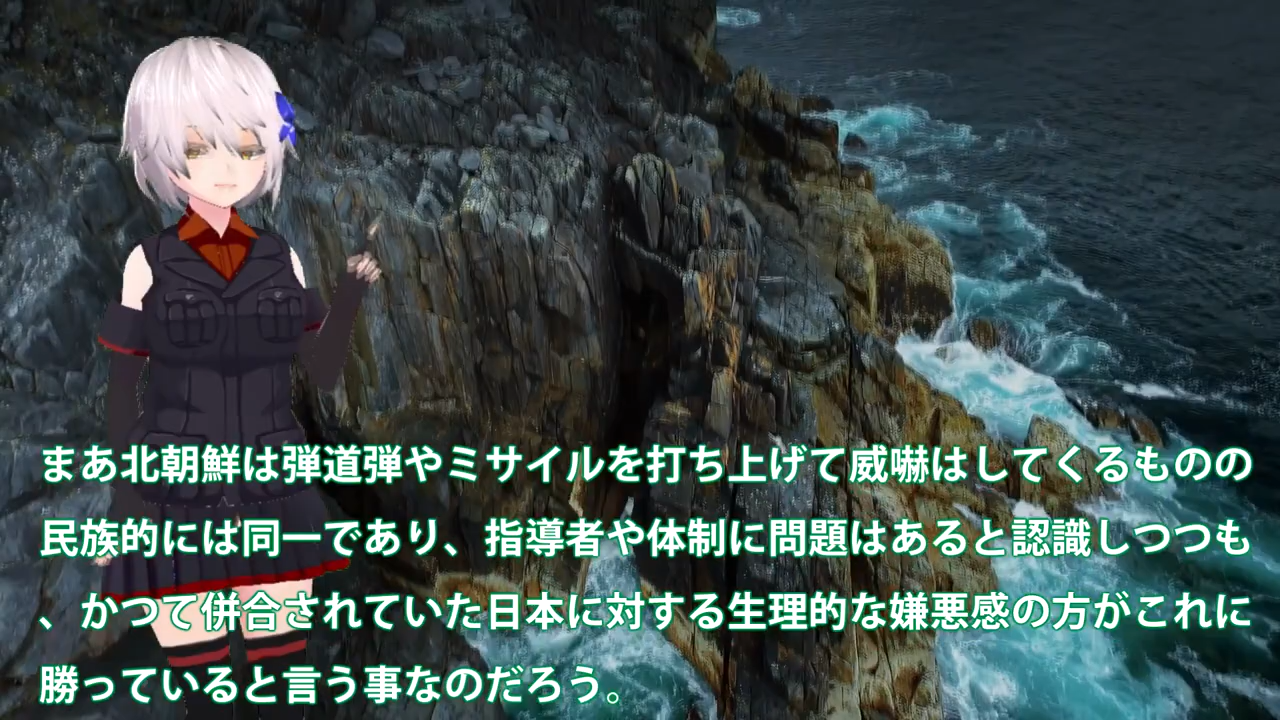 まあ北朝鮮は弾道弾やミサイルを打ち上げて威嚇はしてくるものの
民族的には同一であり、指導者や体制に問題はあると認識しつつも
、かつて併合されていた日本に対する生理的な嫌悪感の方がこれに
勝っていると言う事なのだろう。